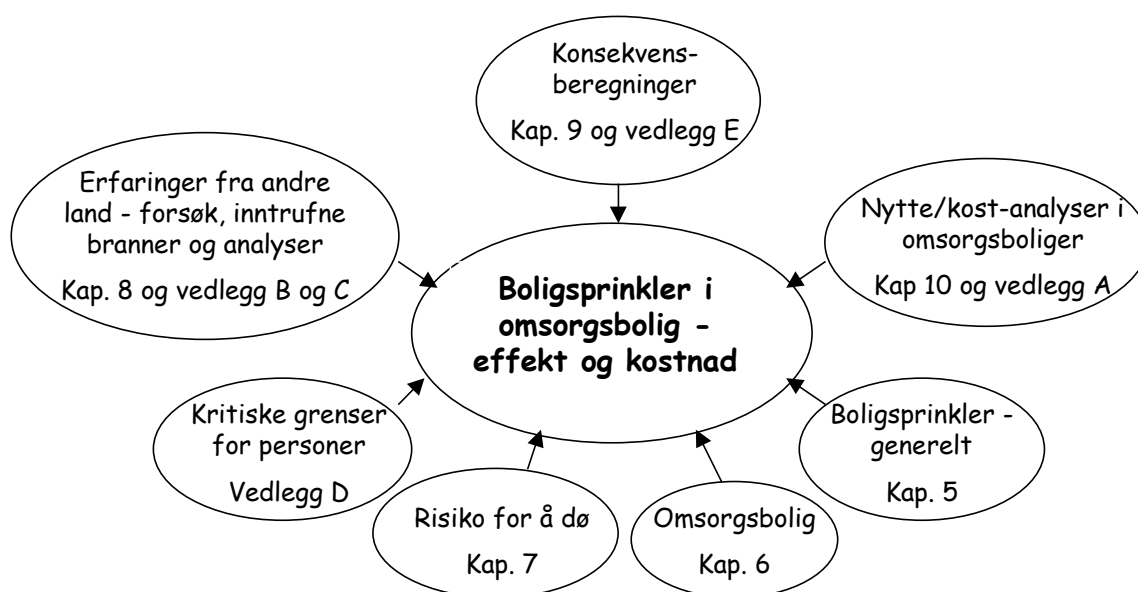 Konsekvens-
beregninger
Kap. 9 og vedlegg E
Erfaringer fra andre
land - forsøk, inntrufne
branner og analyser
Kap. 8 og vedlegg B og C
Nytte/kost-analyser i
omsorgsboliger
Kap 10 og vedlegg A
Boligsprinkler i
omsorgsbolig -
effekt og kostnad
Kritiske grenser
for personer
Vedlegg D
Boligsprinkler -
generelt
Kap. 5
Risiko for å dø
Kap. 7
Omsorgsbolig
Kap. 6